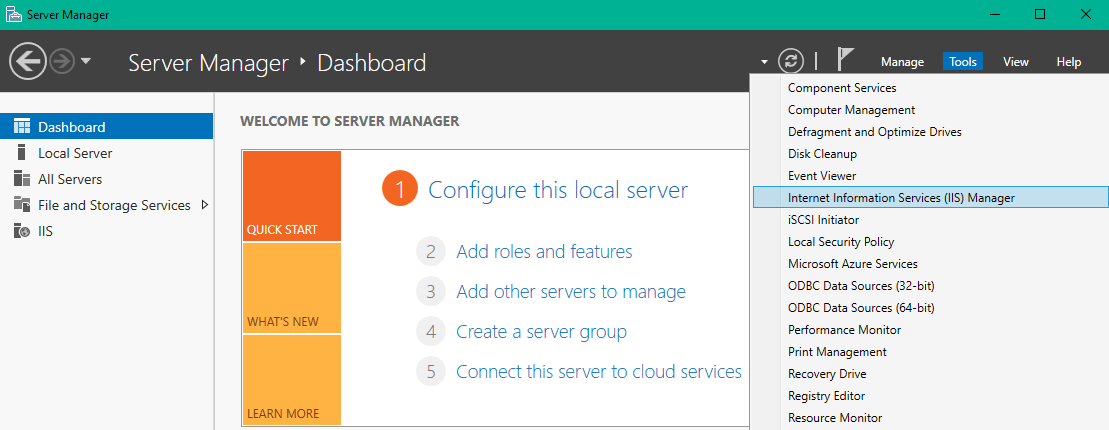 Server Manager
Server Manager ‣ Dashboard
Manage
Tools
View
Help
Dashboard
Local Server
All Servers
File and Storage Services
IIS
WELCOME TO SERVER MANAGER
QUICK START
WHAT'S NEW
LEARN MORE
1 Configure this local server
2 Add roles and features
3 Add other servers to manage
4 Create a server group
5 Connect this server to cloud services
Component Services
Computer Management
Defragment and Optimize Drives
Disk Cleanup
Event Viewer
Internet Information Services (IIS) Manager
iSCSI Initiator
Local Security Policy
Microsoft Azure Services
ODBC Data Sources (32-bit)
ODBC Data Sources (64-bit)
Performance Monitor
Print Management
Recovery Drive
Registry Editor
Resource Monitor